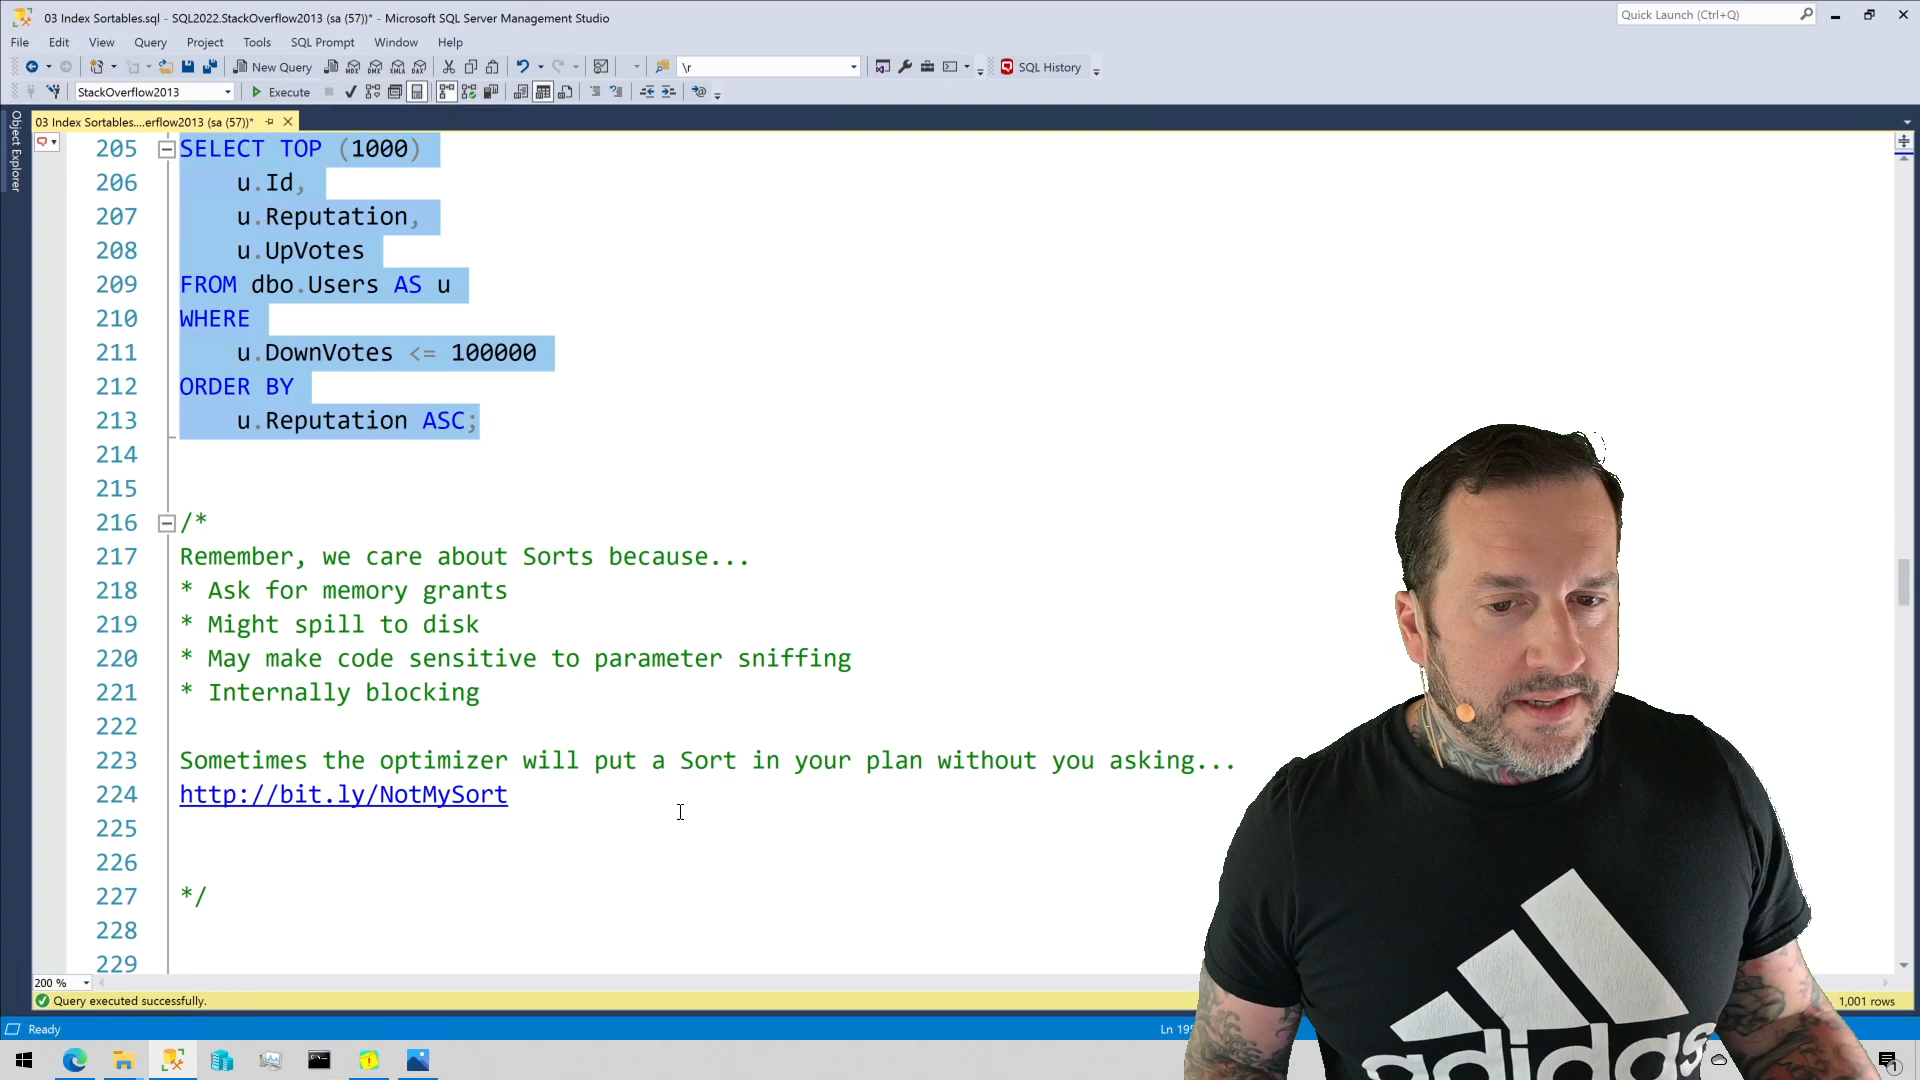 03 Index Sortables.sql - SQL2022.StackOverflow2013 (sa (57))* - Microsoft SQL Server Management Studio
Quick Launch (Ctrl+Q)
File Edit View Query Project Tools SQL Prompt Window Help
New Query
\r
SQL History
StackOverflow2013
Execute
03 Index Sortables....erflow2013 (sa (57))*
Object Explorer
205 SELECT TOP (1000)
206 u.Id,
207 u.Reputation,
208 u.UpVotes
209 FROM dbo.Users AS u
210 WHERE
211 u.DownVotes <= 100000
212 ORDER BY
213 u.Reputation ASC;
214
215
216 /*
217 Remember, we care about Sorts because...
218 * Ask for memory grants
219 * Might spill to disk
220 * May make code sensitive to parameter sniffing
221 * Internally blocking
222
223 Sometimes the optimizer will put a Sort in your plan without you asking...
224 http://bit.ly/NotMySort
225
226
227 */
228
229
200 %
Query executed successfully.
1,001 rows
Ready
Ln 195
adidas